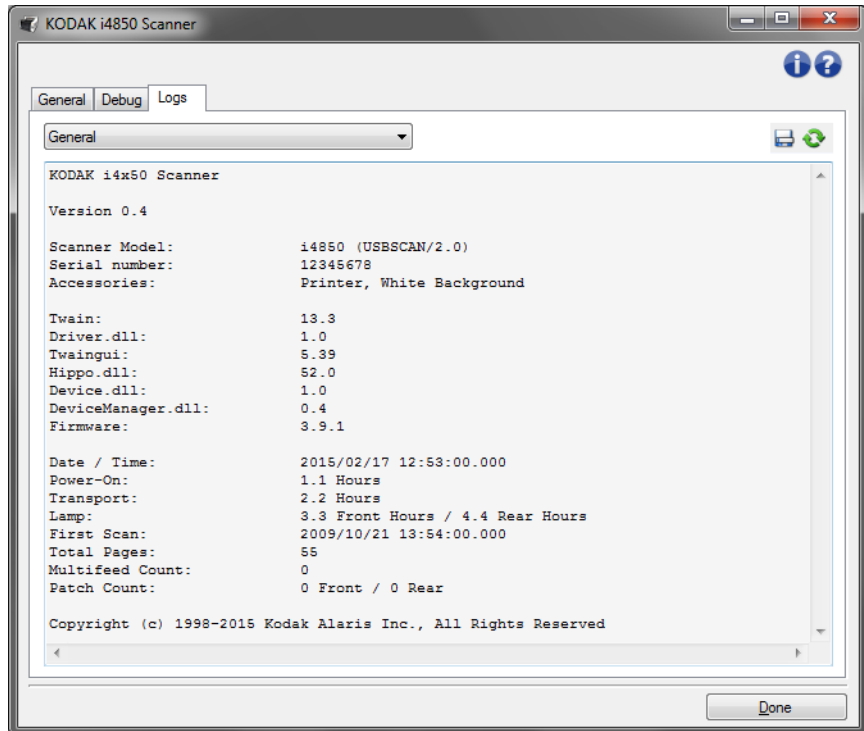 KODAK i4850 Scanner
General Debug Logs
General
KODAK i4x50 Scanner
Version 0.4
Scanner Model: i4850 (USBSCAN/2.0)
Serial number: 12345678
Accessories: Printer, White Background
Twain: 13.3
Driver.dll: 1.0
Twaingui: 5.39
Hippo.dll: 52.0
Device.dll: 1.0
DeviceManager.dll: 0.4
Firmware: 3.9.1
Date / Time: 2015/02/17 12:53:00.000
Power-On: 1.1 Hours
Transport: 2.2 Hours
Lamp: 3.3 Front Hours / 4.4 Rear Hours
First Scan: 2009/10/21 13:54:00.000
Total Pages: 55
Multifeed Count: 0
Patch Count: 0 Front / 0 Rear
Copyright (c) 1998-2015 Kodak Alaris Inc., All Rights Reserved
Done